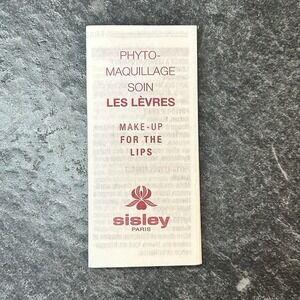 PHYTO-
MAQUILLAGE
SOIN
LES LÈVRES
MAKE-UP
FOR THE
LIPS
sisley
PARIS